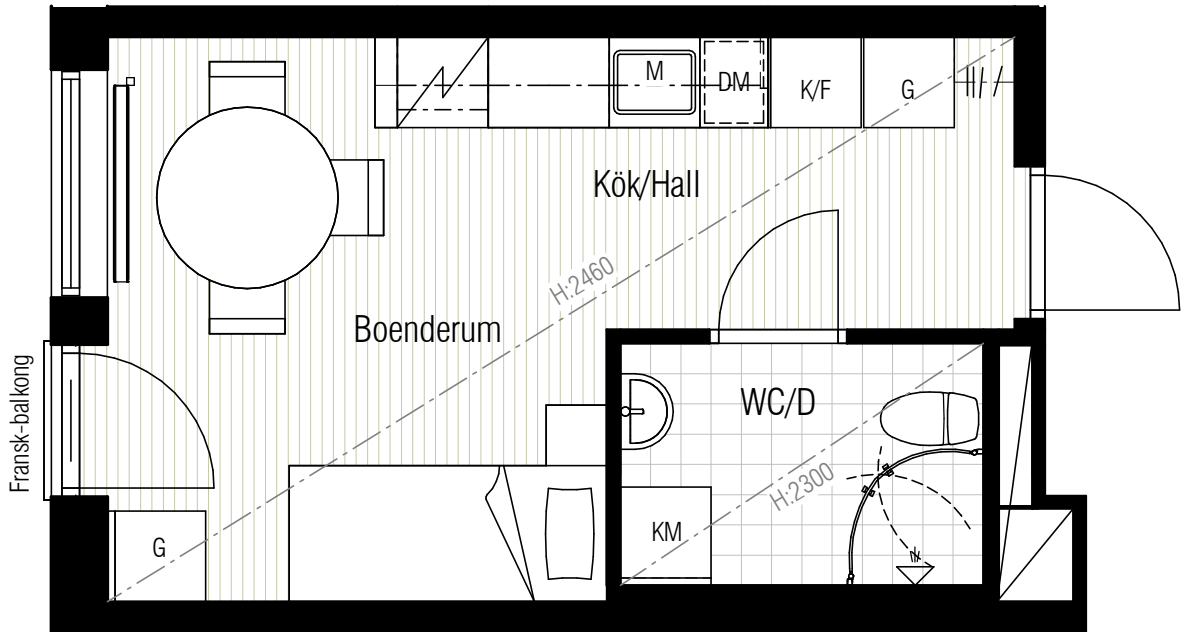 M
DM
K/F
G
Kök/Hall
H:2460
Boenderum
Fransk-balkong
WC/D
H:2300
KM
G